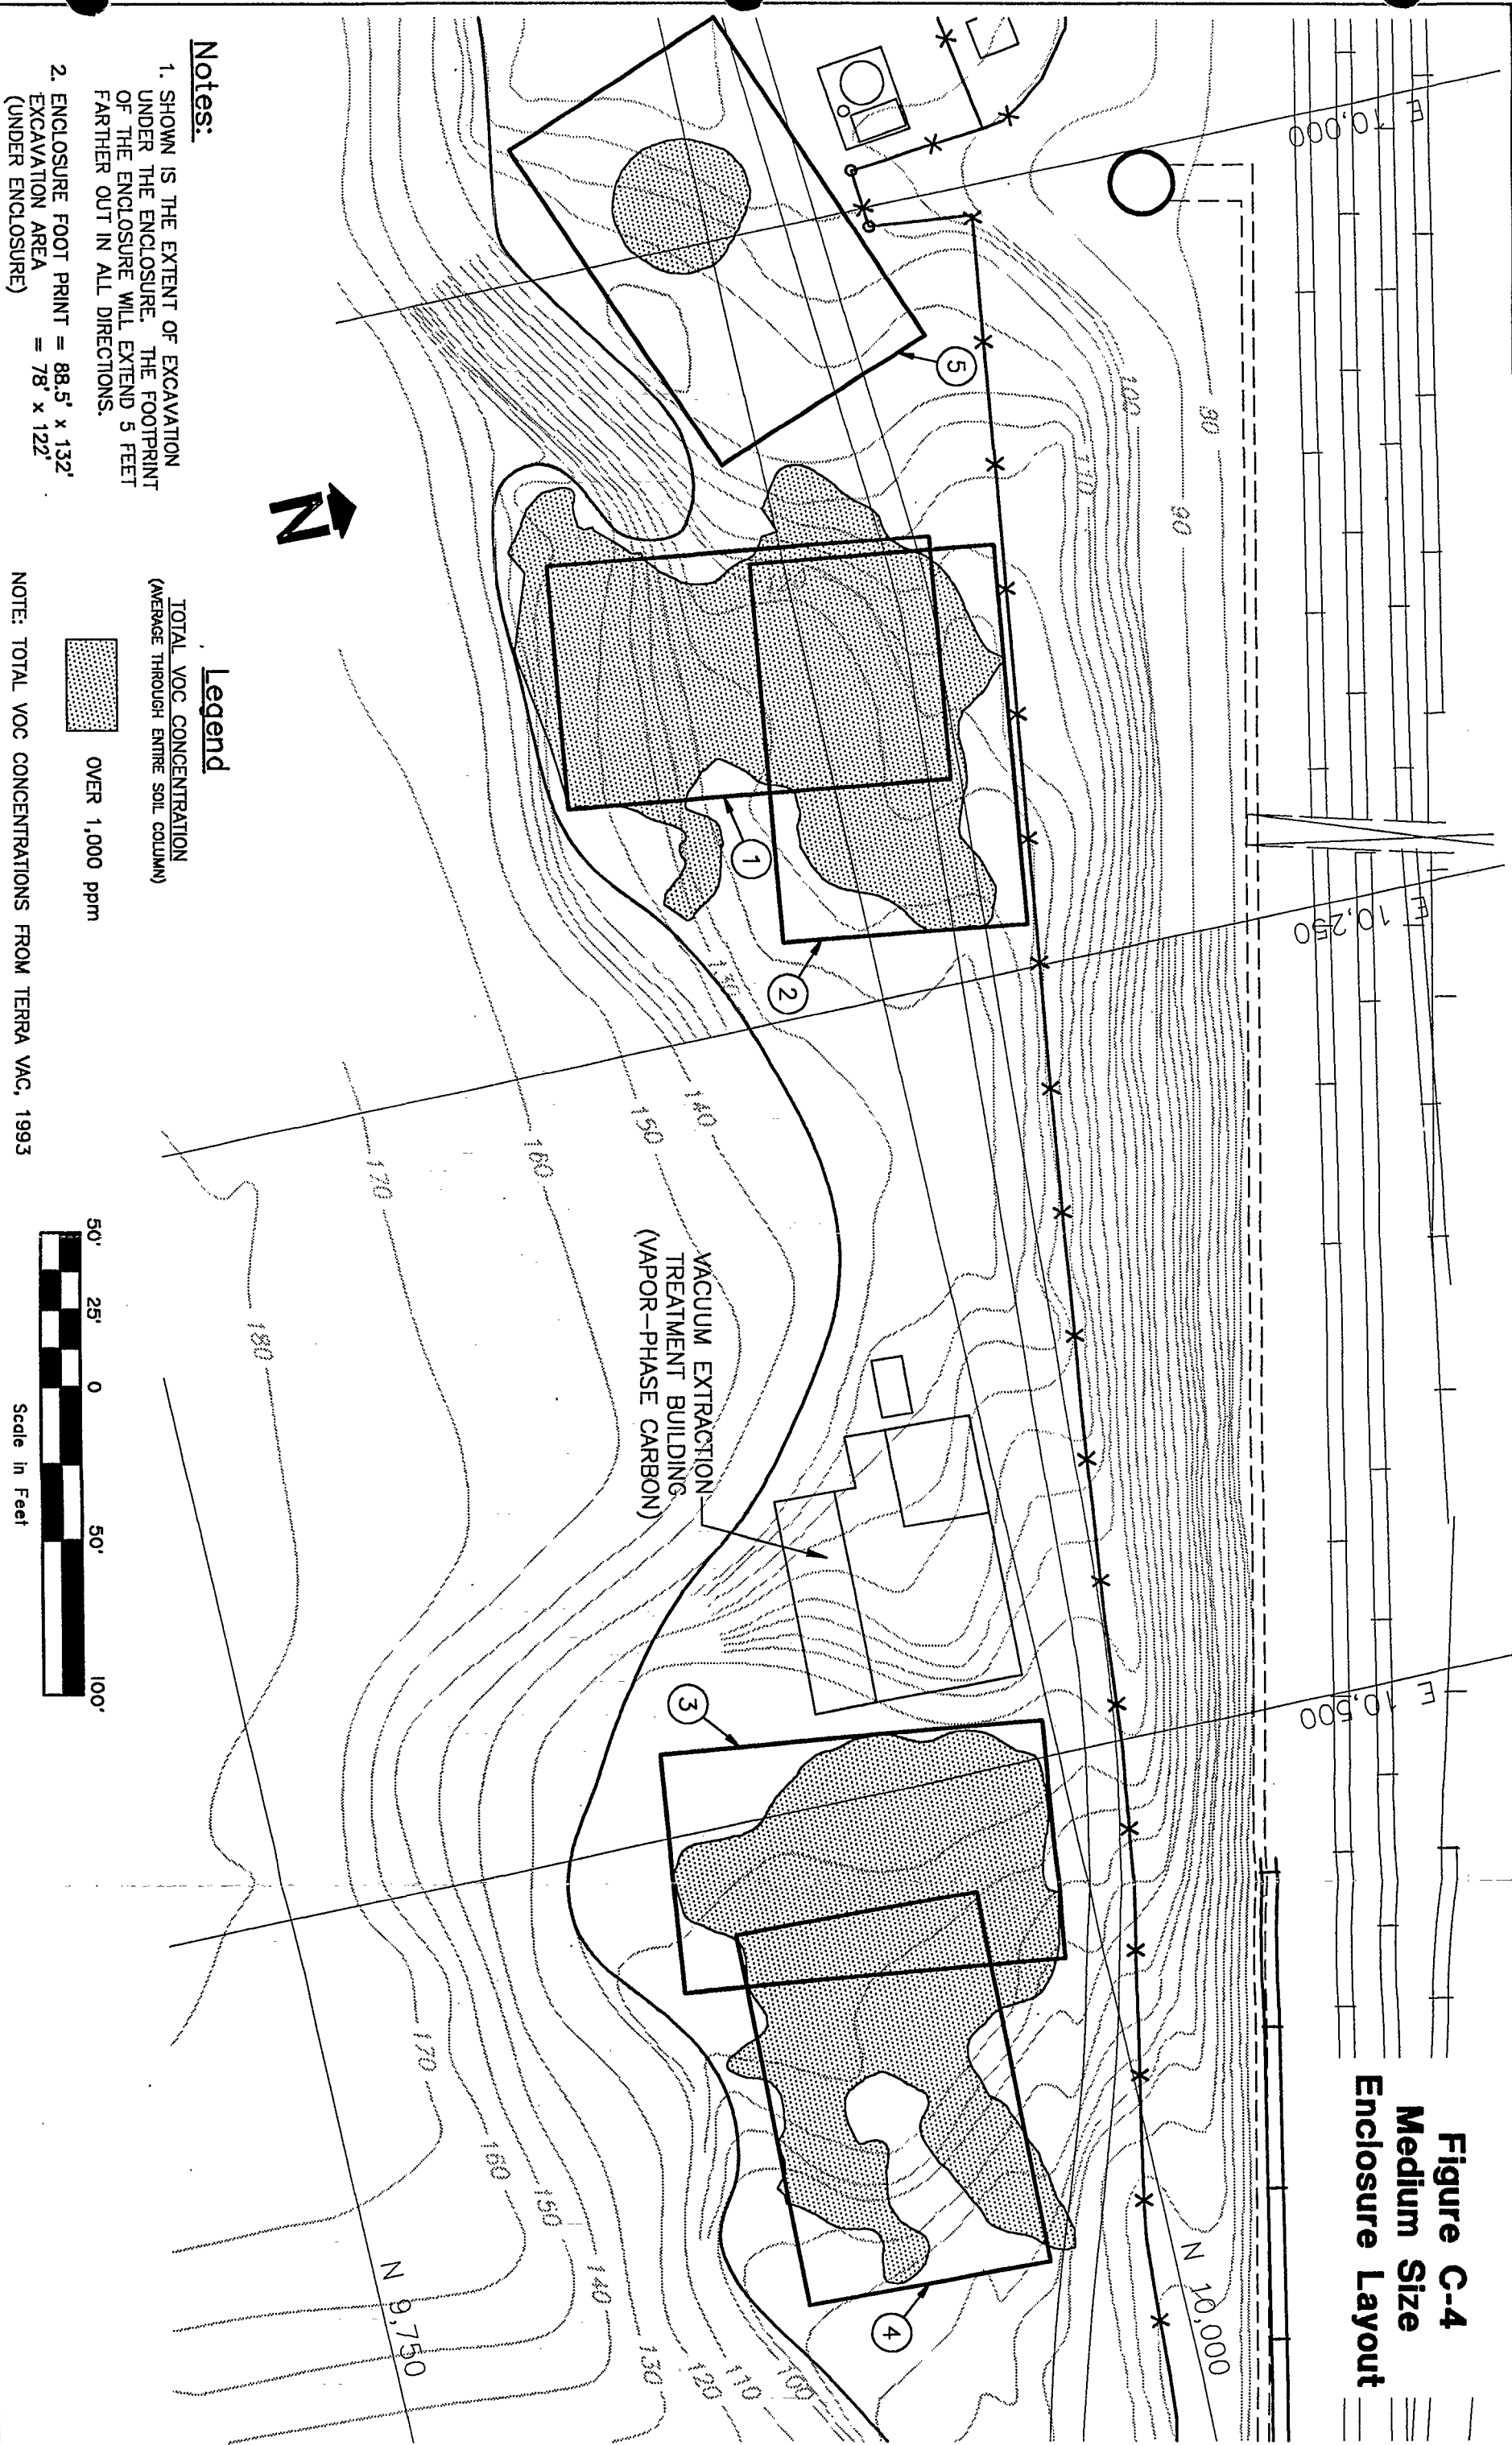 Figure C-4
Medium Size
Enclosure Layout
E 10,000
E 10,250
E 10,500
N 10,000
N 9,750
80
90
100
110
5
1
2
3
4
130
140
150
160
170
180
170
160
150
140
130
120
110
100
VACUUM EXTRACTION
TREATMENT BUILDING
(VAPOR-PHASE CARBON)
N
Legend
TOTAL VOC CONCENTRATION
(AVERAGE THROUGH ENTIRE SOIL COLUMN)
OVER 1,000 ppm
NOTE: TOTAL VOC CONCENTRATIONS FROM TERRA VAC, 1993
Notes:
1. SHOWN IS THE EXTENT OF EXCAVATION
UNDER THE ENCLOSURE. THE FOOTPRINT
OF THE ENCLOSURE WILL EXTEND 5 FEET
FARTHER OUT IN ALL DIRECTIONS.
2. ENCLOSURE FOOT PRINT = 88.5' x 132'
EXCAVATION AREA = 78' x 122'
(UNDER ENCLOSURE)
50' 25' 0 50' 100'
Scale in Feet